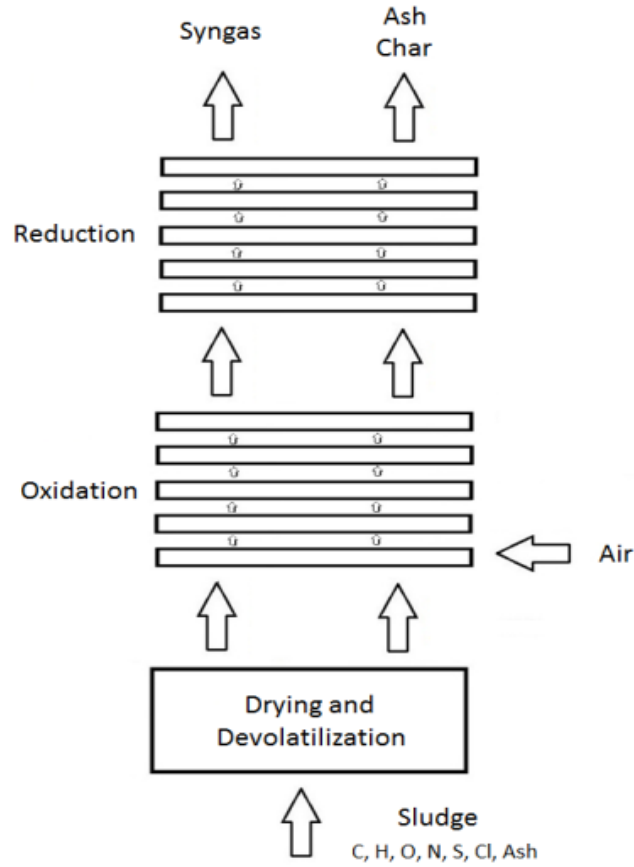 Syngas
Ash
Char
Reduction
Oxidation
Air
Drying and
Devolatilization
Sludge
C, H, O, N, S, Cl, Ash